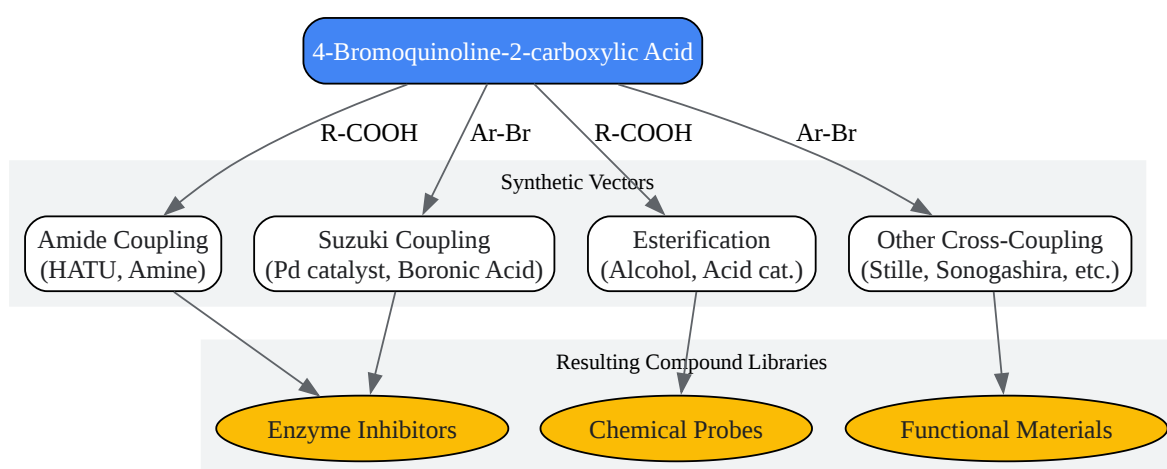 4-Bromoquinoline-2-carboxylic Acid
R-COOH
Ar-Br
R-COOH
Ar-Br
Synthetic Vectors
Amide Coupling
(HATU, Amine)
Suzuki Coupling
(Pd catalyst, Boronic Acid)
Esterification
(Alcohol, Acid cat.)
Other Cross-Coupling
(Stille, Sonogashira, etc.)
Resulting Compound Libraries
Enzyme Inhibitors
Chemical Probes
Functional Materials